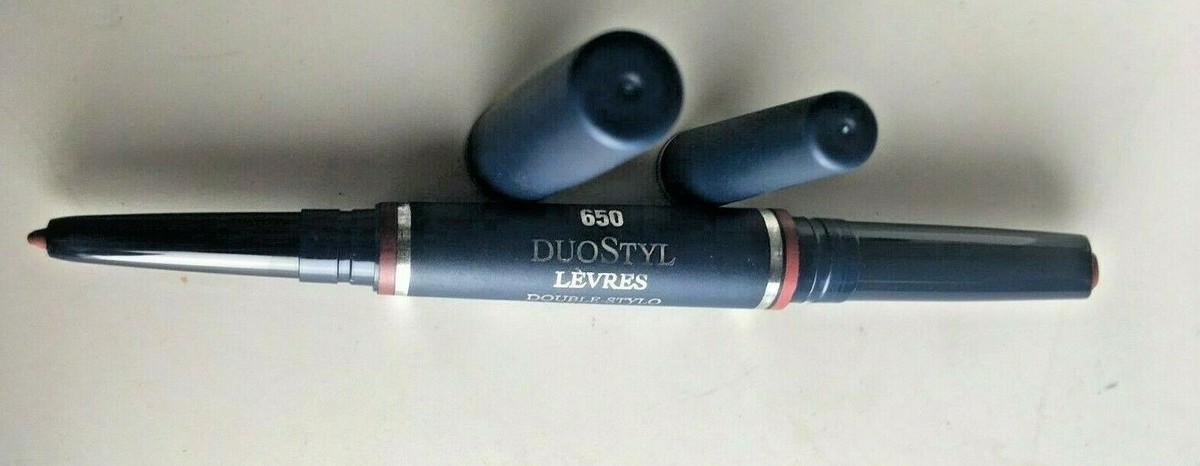 650
DUOSTYL
LÈVRES
DOUBLE-STYLO